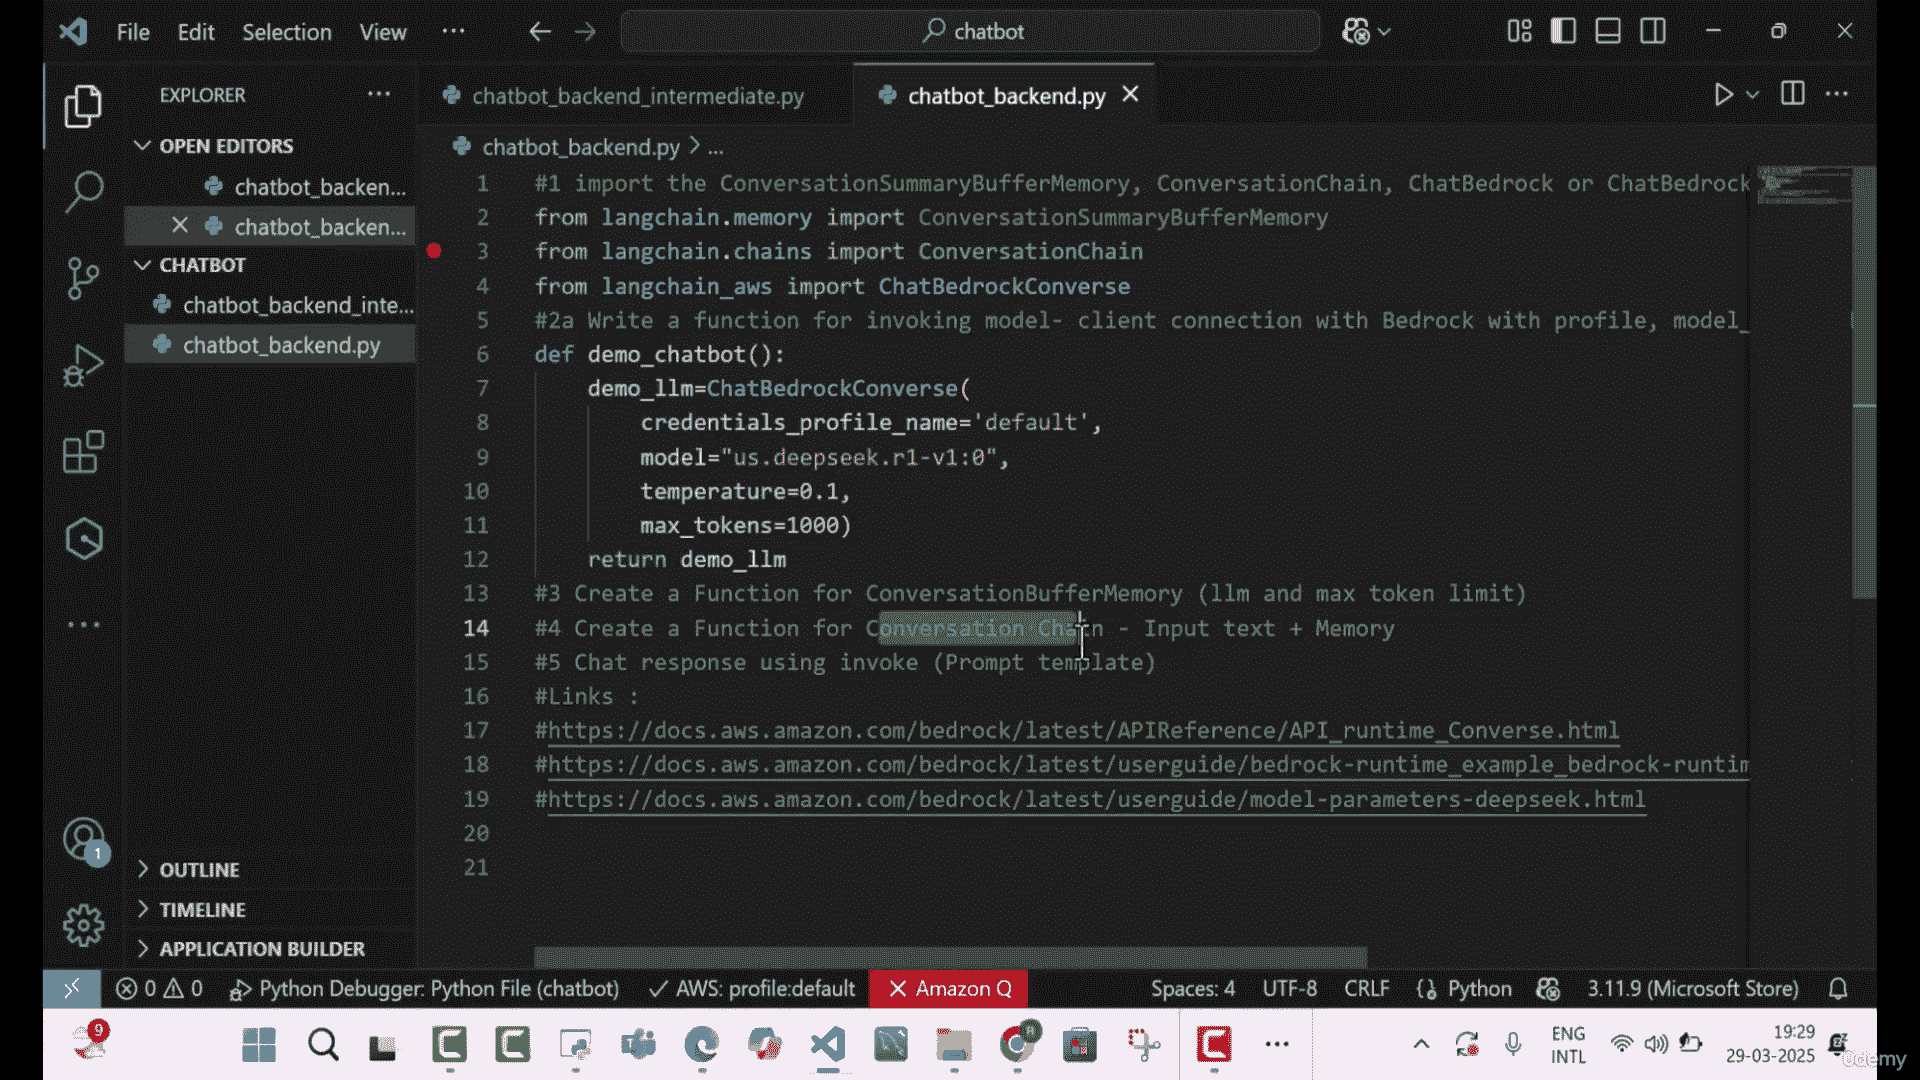 File Edit Selection View ... chatbot
EXPLORER
OPEN EDITORS
chatbot_backen...
chatbot_backen...
CHATBOT
chatbot_backend_inte...
chatbot_backend.py
OUTLINE
TIMELINE
APPLICATION BUILDER
chatbot_backend_intermediate.py
chatbot_backend.py
chatbot_backend.py > ...
1 #1 import the ConversationSummaryBufferMemory, ConversationChain, ChatBedrock or ChatBedrock
2 from langchain.memory import ConversationSummaryBufferMemory
3 from langchain.chains import ConversationChain
4 from langchain_aws import ChatBedrockConverse
5 #2a Write a function for invoking model- client connection with Bedrock with profile, model_
6 def demo_chatbot():
7 demo_llm=ChatBedrockConverse(
8 credentials_profile_name='default',
9 model="us.deepseek.r1-v1:0",
10 temperature=0.1,
11 max_tokens=1000)
12 return demo_llm
13 #3 Create a Function for ConversationBufferMemory (llm and max token limit)
14 #4 Create a Function for Conversation Chain - Input text + Memory
15 #5 Chat response using invoke (Prompt template)
16 #Links :
17 #https://docs.aws.amazon.com/bedrock/latest/APIReference/API_runtime_Converse.html
18 #https://docs.aws.amazon.com/bedrock/latest/userguide/bedrock-runtime_example_bedrock-runtim
19 #https://docs.aws.amazon.com/bedrock/latest/userguide/model-parameters-deepseek.html
20
21
1
0 0 Python Debugger: Python File (chatbot) AWS: profile:default Amazon Q Spaces: 4 UTF-8 CRLF Python 3.11.9 (Microsoft Store)
9
ENG
INTL
19:29
29-03-2025
udemy